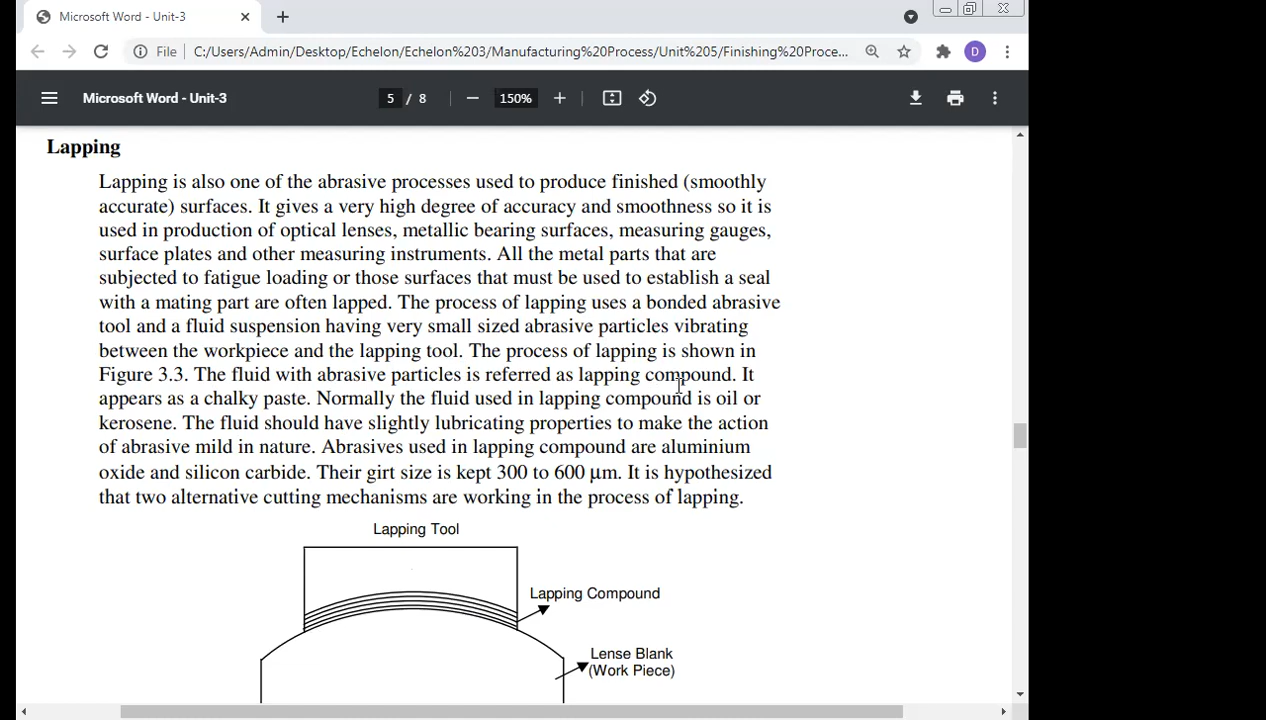 Microsoft Word - Unit-3
File
C:/Users/Admin/Desktop/Echelon/Echelon%203/Manufacturing%20Process/Unit%205/Finishing%20Proce...
D
Microsoft Word - Unit-3
5 / 8
150%
Lapping
Lapping is also one of the abrasive processes used to produce finished (smoothly
accurate) surfaces. It gives a very high degree of accuracy and smoothness so it is
used in production of optical lenses, metallic bearing surfaces, measuring gauges,
surface plates and other measuring instruments. All the metal parts that are
subjected to fatigue loading or those surfaces that must be used to establish a seal
with a mating part are often lapped. The process of lapping uses a bonded abrasive
tool and a fluid suspension having very small sized abrasive particles vibrating
between the workpiece and the lapping tool. The process of lapping is shown in
Figure 3.3. The fluid with abrasive particles is referred as lapping compound. It
appears as a chalky paste. Normally the fluid used in lapping compound is oil or
kerosene. The fluid should have slightly lubricating properties to make the action
of abrasive mild in nature. Abrasives used in lapping compound are aluminium
oxide and silicon carbide. Their girt size is kept 300 to 600 μm. It is hypothesized
that two alternative cutting mechanisms are working in the process of lapping.
Lapping Tool
Lapping Compound
Lense Blank
(Work Piece)